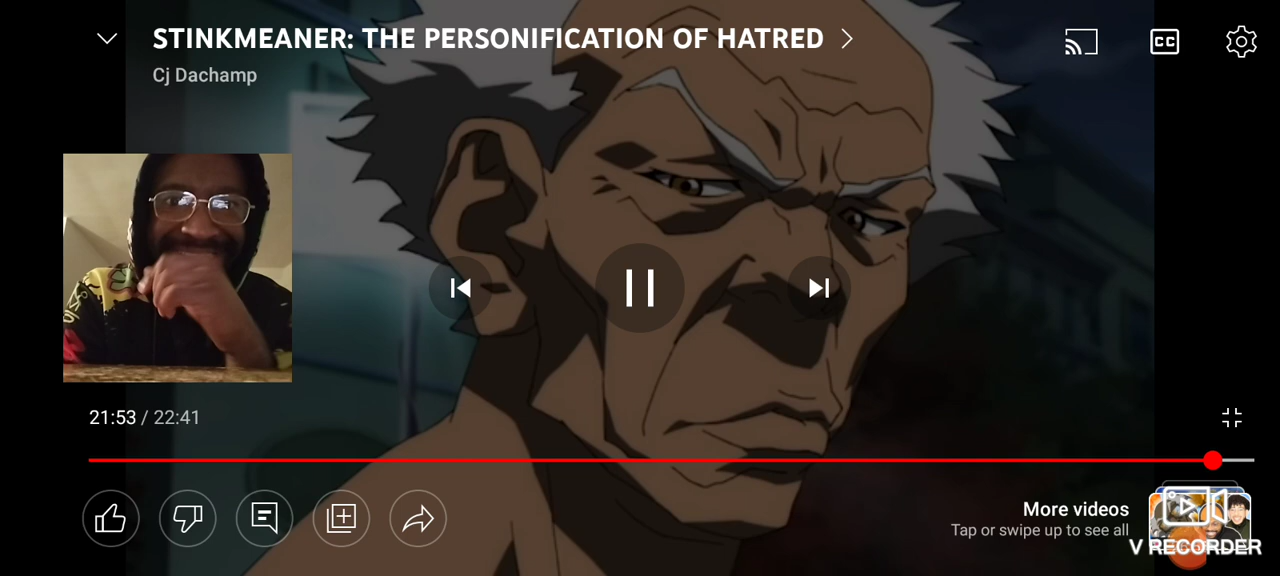 STINKMEANER: THE PERSONIFICATION OF HATRED
Cj Dachamp
CC
21:53 / 22:41
More videos
Tap or swipe up to see all
V RECORDER